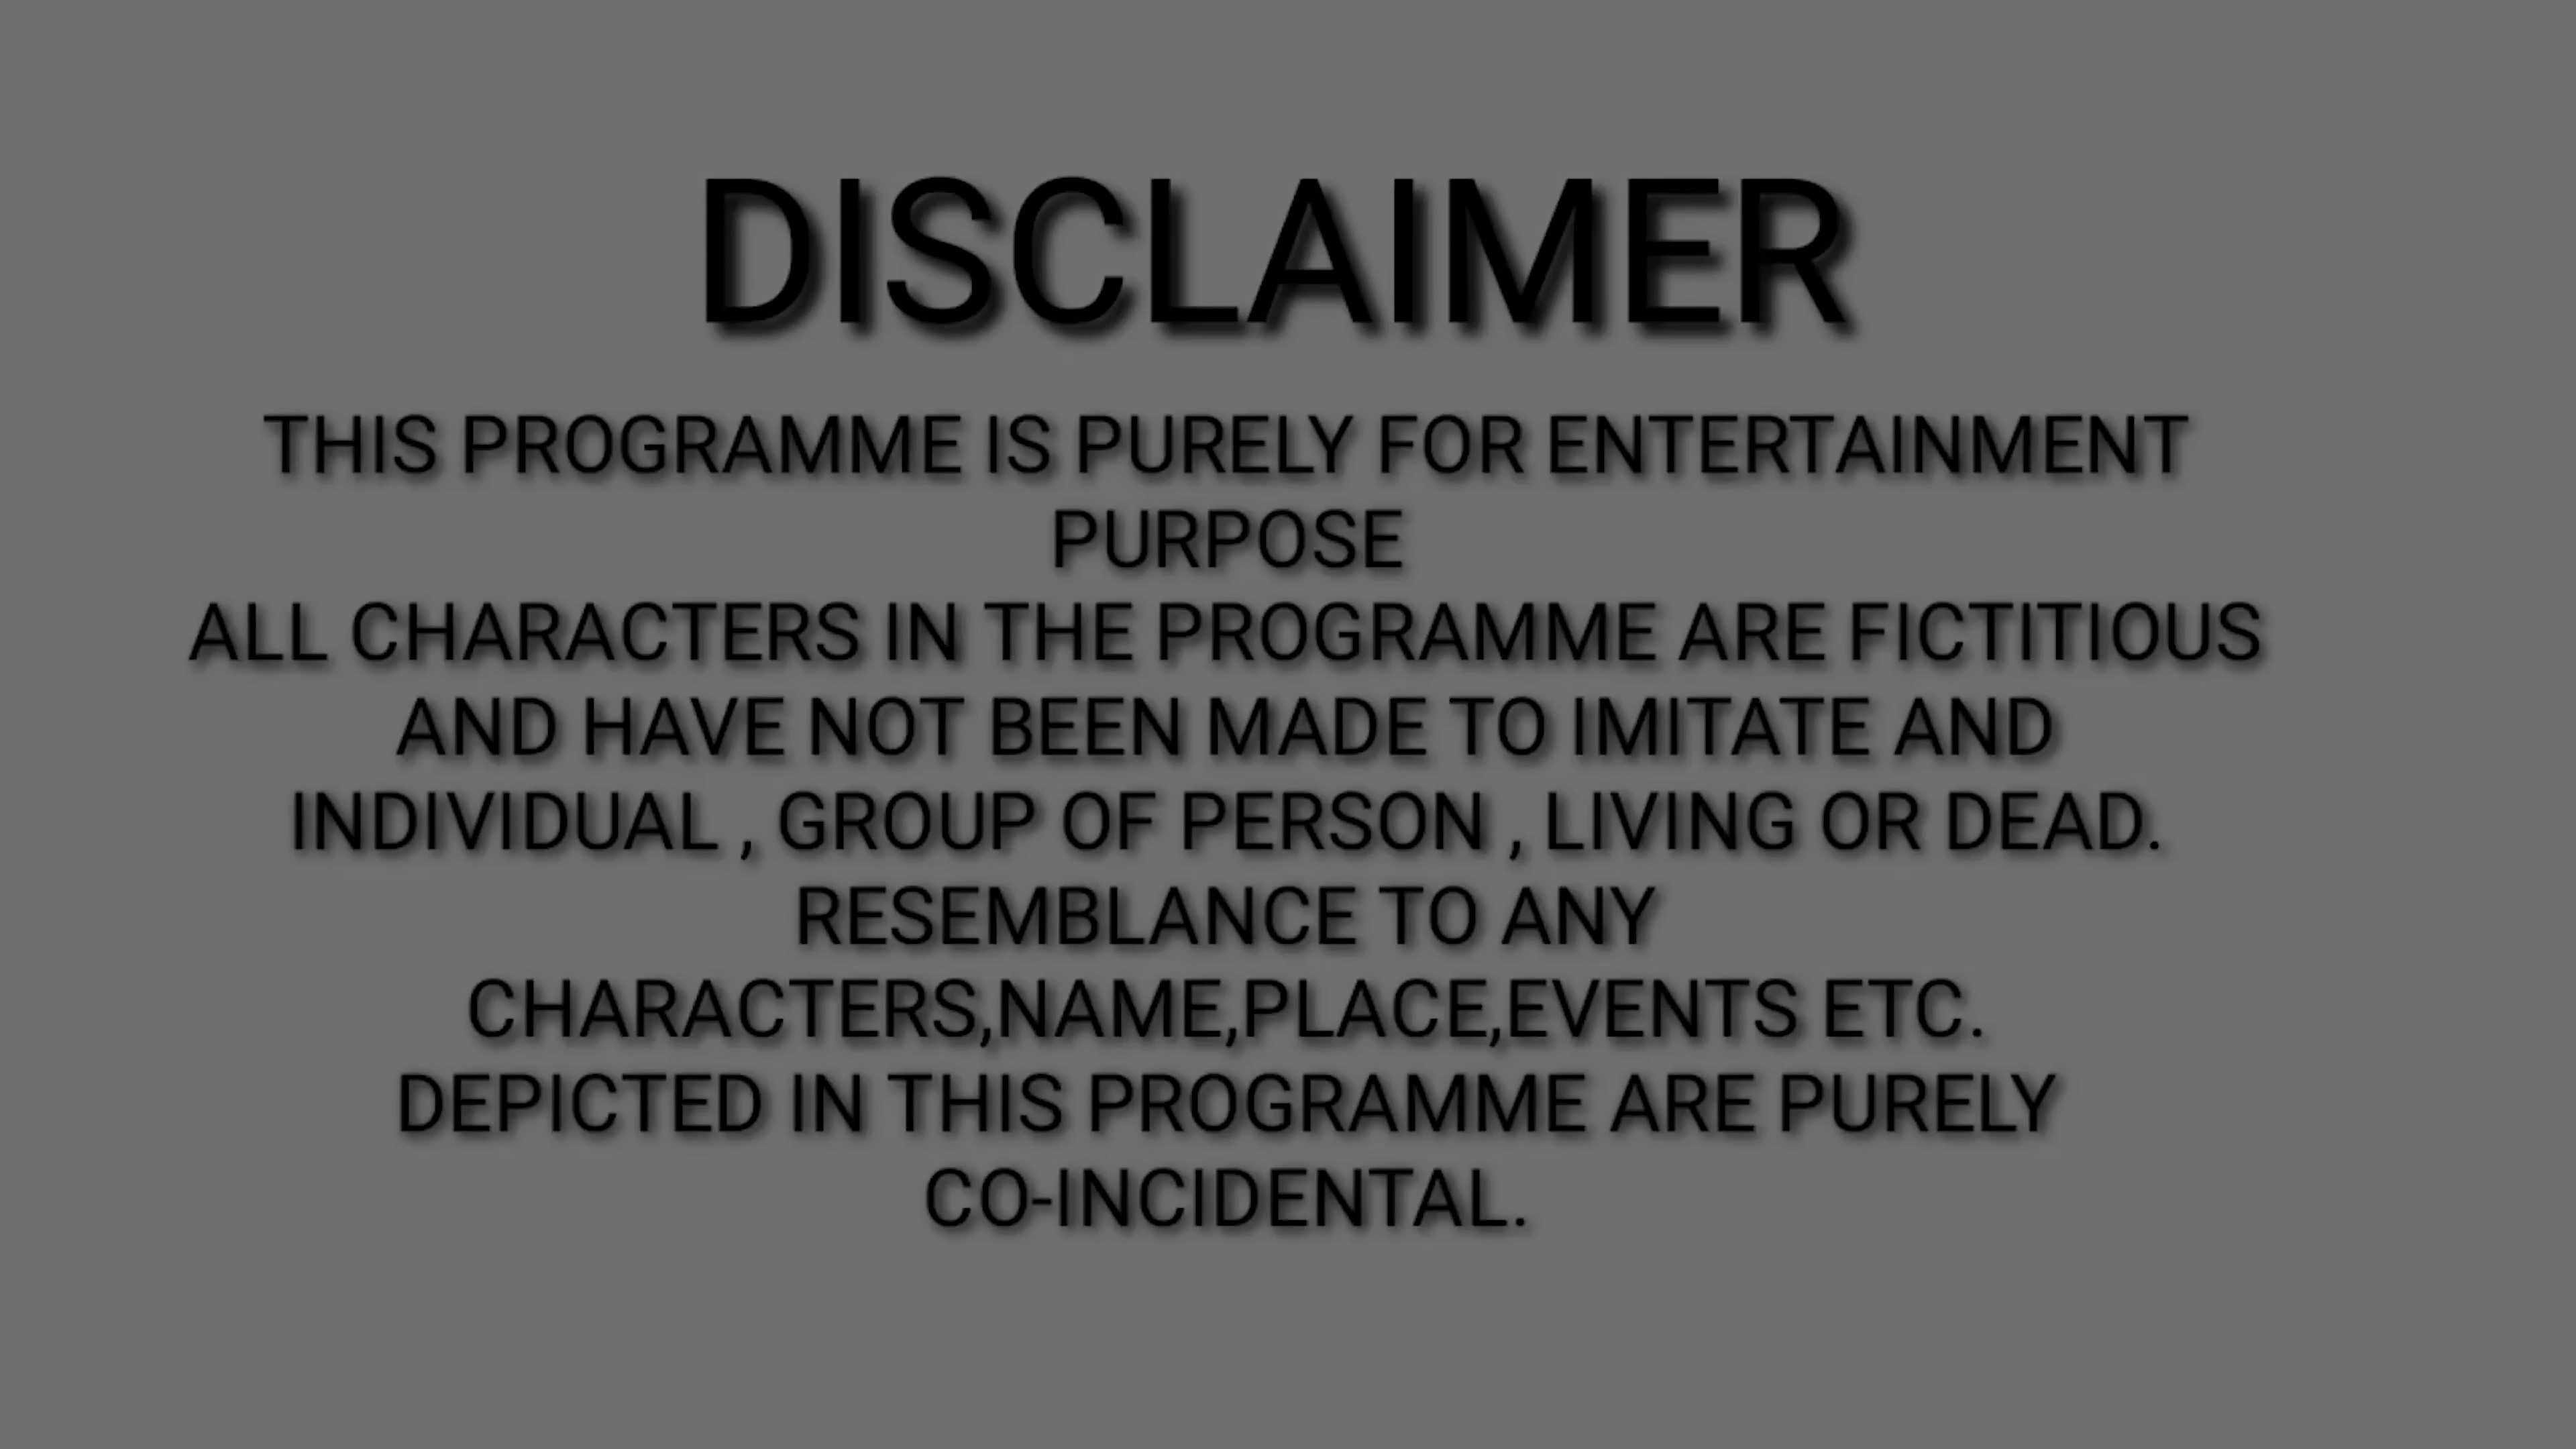 DISCLAIMER
THIS PROGRAMME IS PURELY FOR ENTERTAINMENT
PURPOSE
ALL CHARACTERS IN THE PROGRAMME ARE FICTITIOUS
AND HAVE NOT BEEN MADE TO IMITATE AND
INDIVIDUAL , GROUP OF PERSON , LIVING OR DEAD.
RESEMBLANCE TO ANY
CHARACTERS,NAME,PLACE,EVENTS ETC.
DEPICTED IN THIS PROGRAMME ARE PURELY
CO-INCIDENTAL.